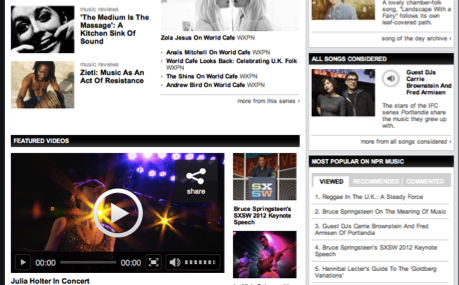 music reviews
'The Medium Is The
Massage': A
Kitchen Sink Of
Sound
music reviews
Zieti: Music As An
Act Of Resistance
Zola Jesus On World Cafe WXPN
• Anaïs Mitchell On World Cafe WXPN
• World Cafe Looks Back: Celebrating U.K. Folk
WXPN
• The Shins On World Cafe WXPN
• Andrew Bird On World Cafe WXPN
more from this series ›
A lovely chamber-folk
song, "Landscape With a
Fairy" follows its own
leaf-covered path.
song of the day archive ›
ALL SONGS CONSIDERED
Guest DJs
Carrie
Brownstein And
Fred Armisen
The stars of the IFC
series Portlandia share
the music they grew up
with.
more from all songs considered ›
FEATURED VIDEOS
share
00:00
00:00
Julia Holter In Concert
SXSW
Bruce Springsteen's
SXSW 2012 Keynote
Speech
MOST POPULAR ON NPR MUSIC
VIEWED
RECOMMENDED
COMMENTED
1. Reggae In The U.K.: A Steady Force
2. Bruce Springsteen On The Meaning Of Music
3. Guest DJs Carrie Brownstein And Fred
Armisen Of Portlandia
4. Bruce Springsteen's SXSW 2012 Keynote
Speech
5. Hannibal Lecter's Guide To The 'Goldberg
Variations'